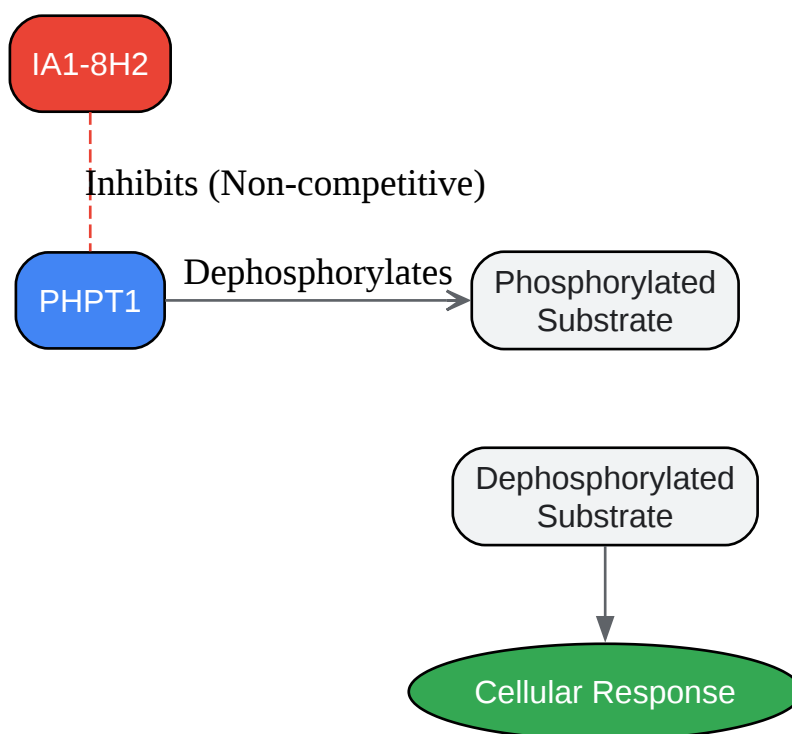 IA1-8H2
Inhibits (Non-competitive)
Dephosphorylates
PHPT1
Phosphorylated
Substrate
Dephosphorylated
Substrate
Cellular Response